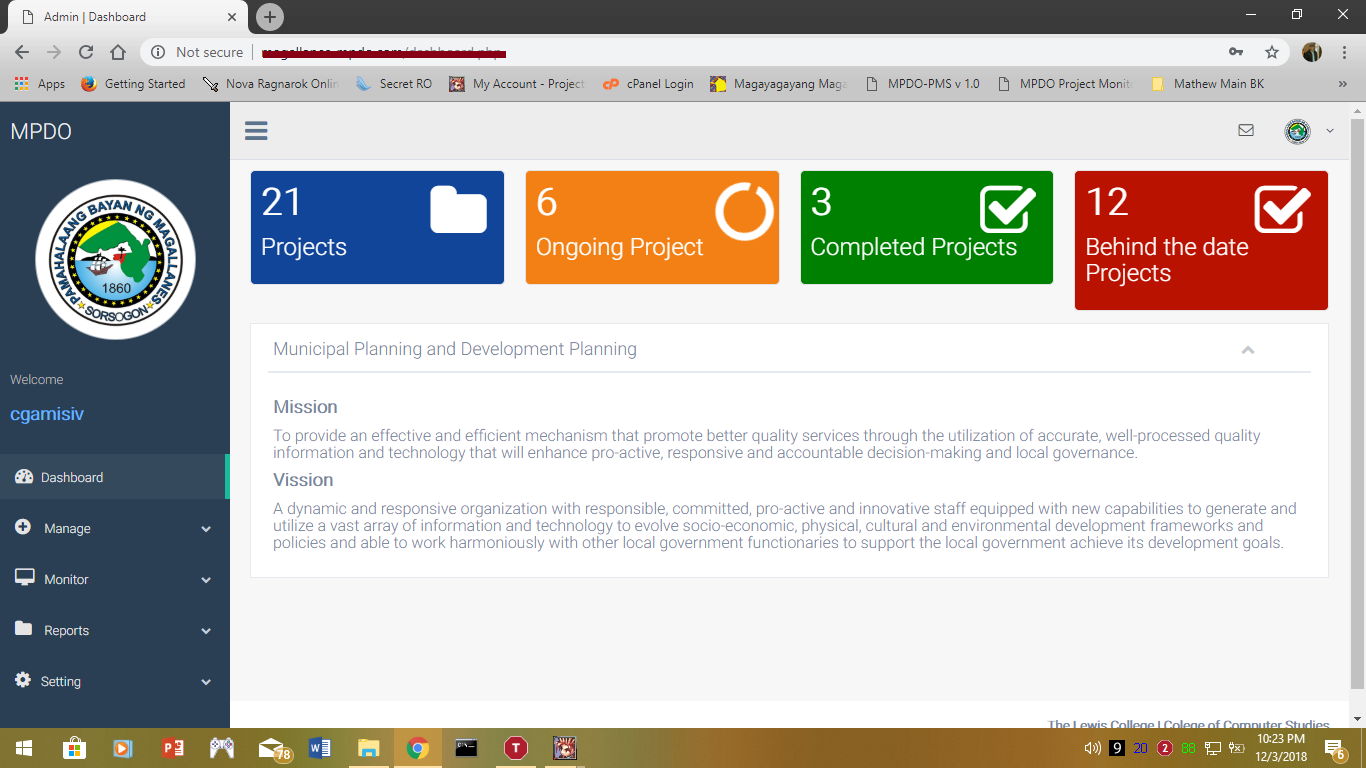 Admin | Dashboard
Not secure
Apps
Getting Started
Nova Ragnarok Onlin
Secret RO
My Account - Project
cPanel Login
Magayagayang Maga
MPDO-PMS v 1.0
MPDO Project Monit
Mathew Main BK
MPDO
PAMAHALAANG BAYAN NG MAGALLANES
1860
SORSOGON
Welcome
cgamisiv
Dashboard
Manage
Monitor
Reports
Setting
21
Projects
6
Ongoing Project
3
Completed Projects
12
Behind the date
Projects
Municipal Planning and Development Planning
Mission
To provide an effective and efficient mechanism that promote better quality services through the utilization of accurate, well-processed quality
information and technology that will enhance pro-active, responsive and accountable decision-making and local governance.
Vission
A dynamic and responsive organization with responsible, committed, pro-active and innovative staff equipped with new capabilities to generate and
utilize a vast array of information and technology to evolve socio-economic, physical, cultural and environmental development frameworks and
policies and able to work harmoniously with other local government functionaries to support the local government achieve its development goals.
The Lewis College | Colege of Computer Studies
78
T
9
20
2
88
10:23 PM
12/3/2018
6